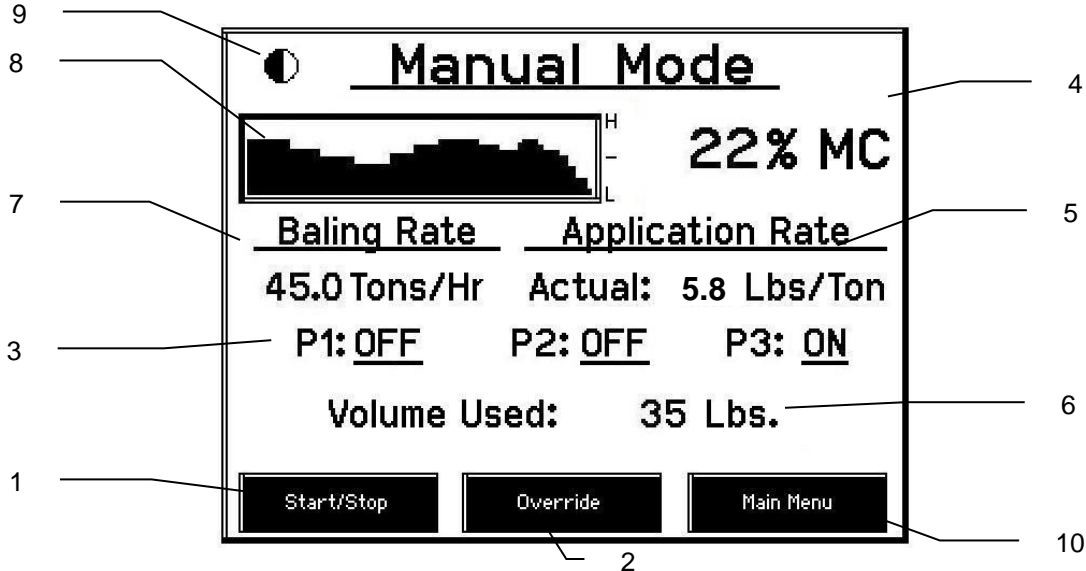 9
Manual Mode
8
4
H
22% MC
–
L
7
Baling Rate
Application Rate
5
45.0 Tons/Hr
Actual: 5.8 Lbs/Ton
3
P1: OFF P2: OFF P3: ON
Volume Used: 35 Lbs.
6
1
Start/Stop
Override
Main Menu
2
10